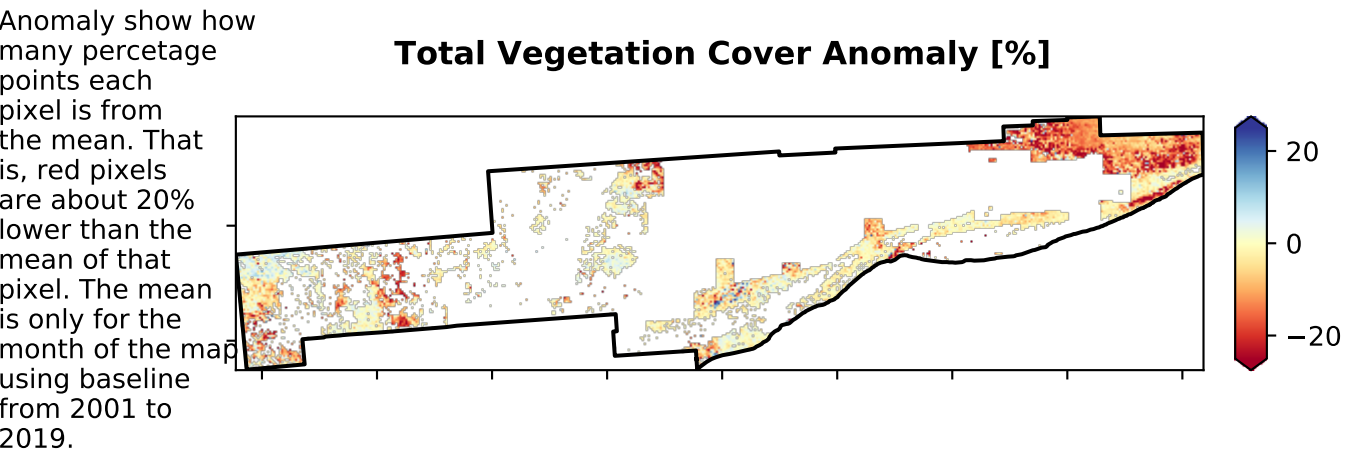 Anomaly show how
many percetage
points each
pixel is from
the mean. That
is, red pixels
are about 20%
lower than the
mean of that
pixel. The mean
is only for the
month of the map
using baseline
from 2001 to
2019.
Total Vegetation Cover Anomaly [%]
20
0
−20